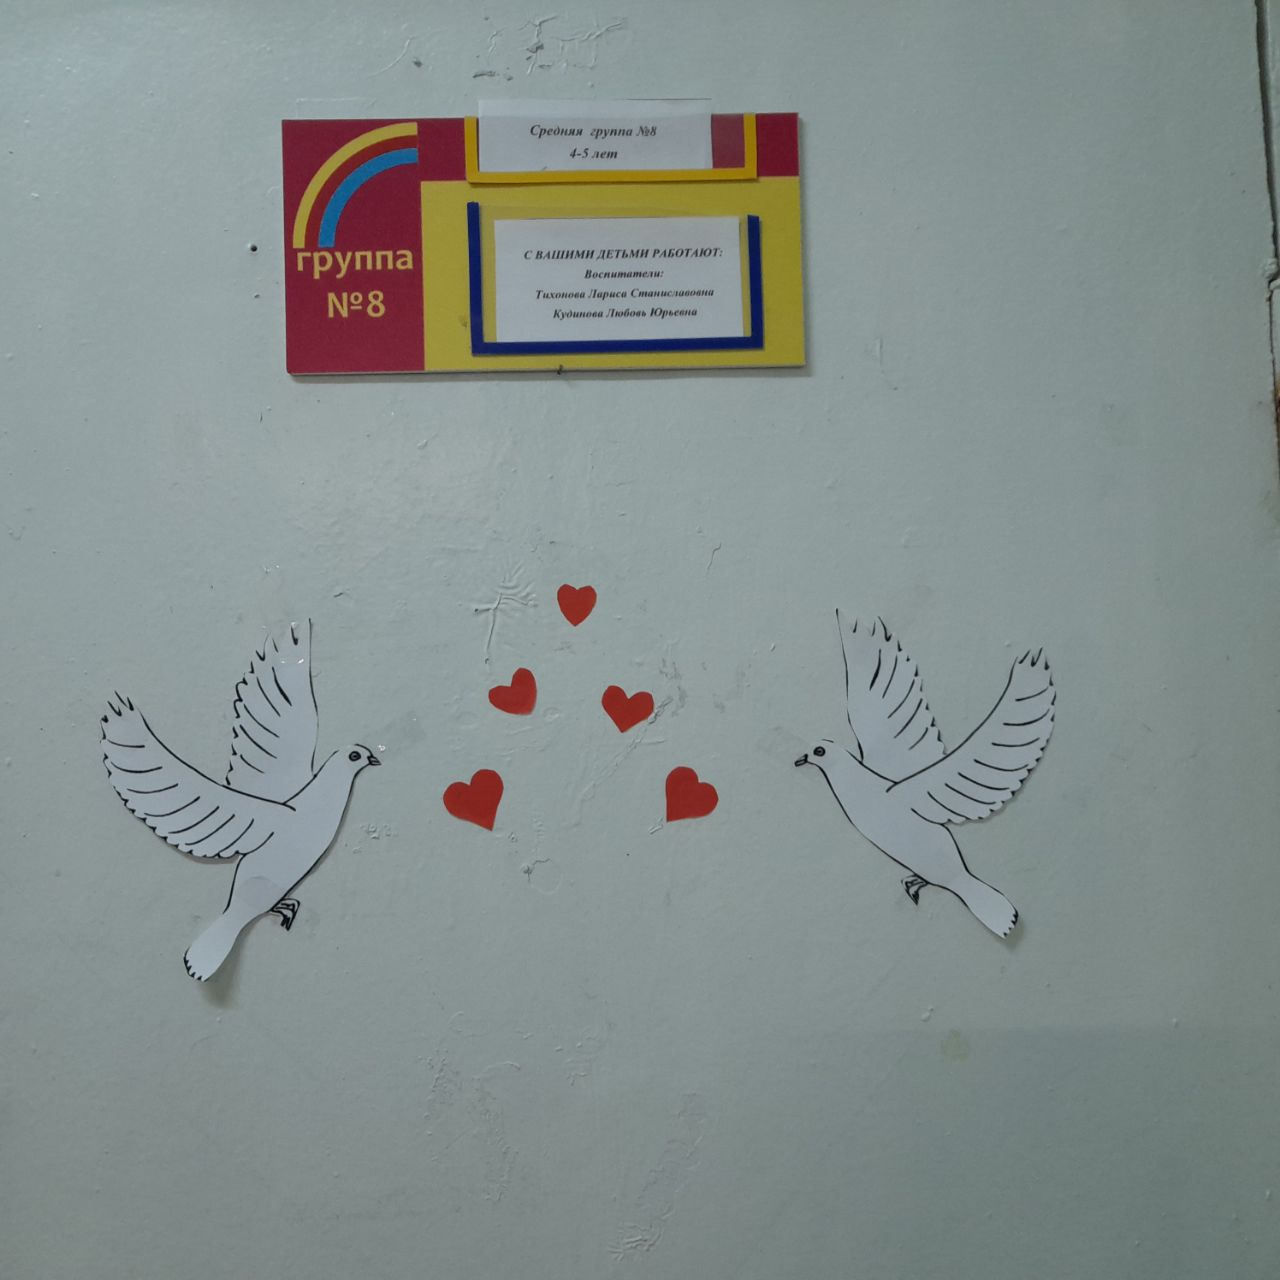 группа
№8
Средняя группа №8
4-5 лет
С ВАШИМИ ДЕТЬМИ РАБОТАЮТ:
Воспитатели:
Тихонова Лариса Станиславовна
Кудинова Любовь Юрьевна